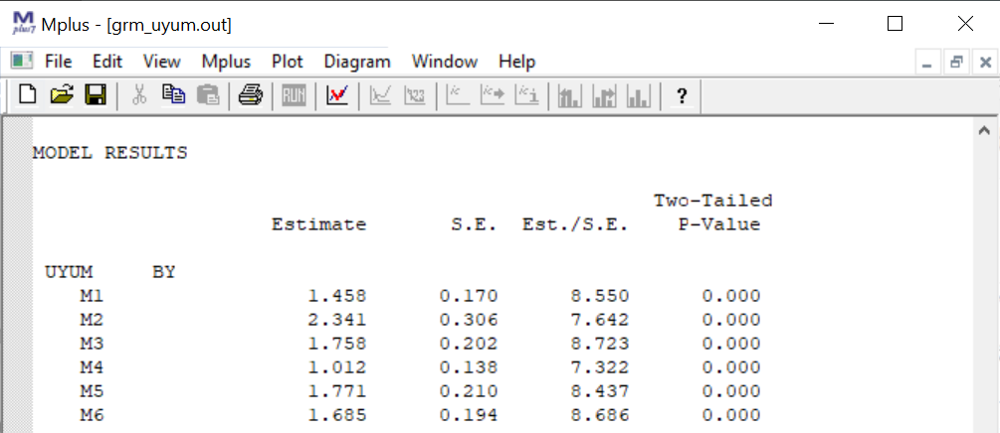 Mplus - [grm_uyum.out]
File Edit View Mplus Plot Diagram Window Help
MODEL RESULTS
Two-Tailed
Estimate S.E. Est./S.E. P-Value
UYUM BY
M1 1.458 0.170 8.550 0.000
M2 2.341 0.306 7.642 0.000
M3 1.758 0.202 8.723 0.000
M4 1.012 0.138 7.322 0.000
M5 1.771 0.210 8.437 0.000
M6 1.685 0.194 8.686 0.000